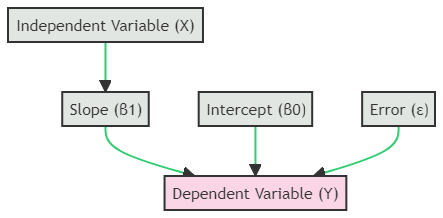 Independent Variable (X)
Slope (β1)
Intercept (β0)
Error (ε)
Dependent Variable (Y)